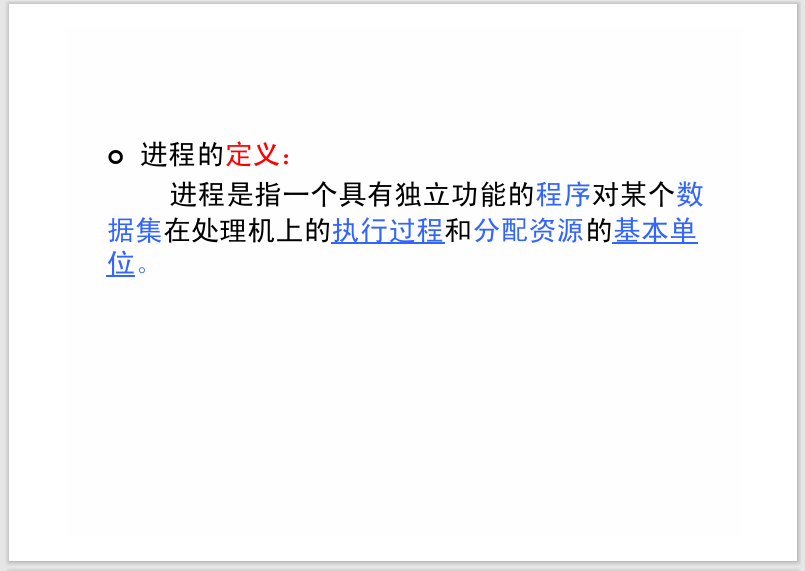 进程的定义：
进程是指一个具有独立功能的程序对某个数
据集在处理机上的执行过程和分配资源的基本单
位。